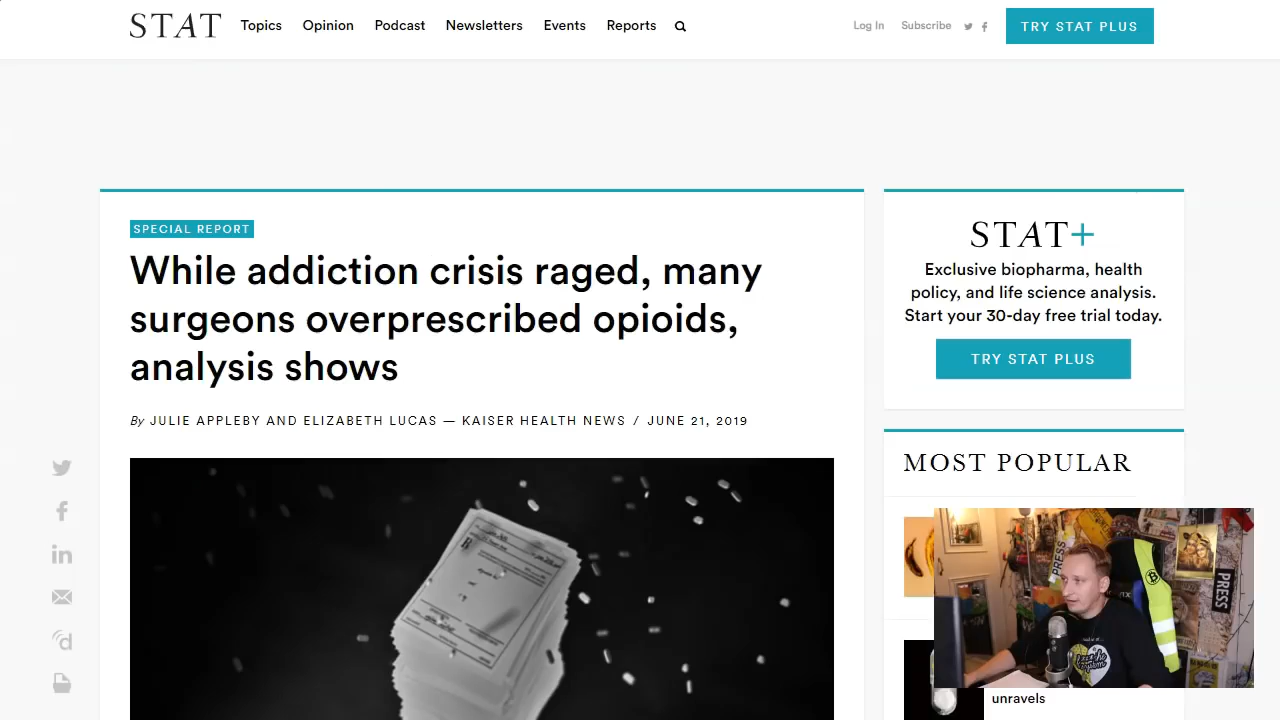 STAT
Topics
Opinion
Podcast
Newsletters
Events
Reports
Log In
Subscribe
TRY STAT PLUS
SPECIAL REPORT
While addiction crisis raged, many
surgeons overprescribed opioids,
analysis shows
By JULIE APPLEBY AND ELIZABETH LUCAS — KAISER HEALTH NEWS / JUNE 21, 2019
STAT+
Exclusive biopharma, health
policy, and life science analysis.
Start your 30-day free trial today.
TRY STAT PLUS
MOST POPULAR
PRESS
PRESS
unravels